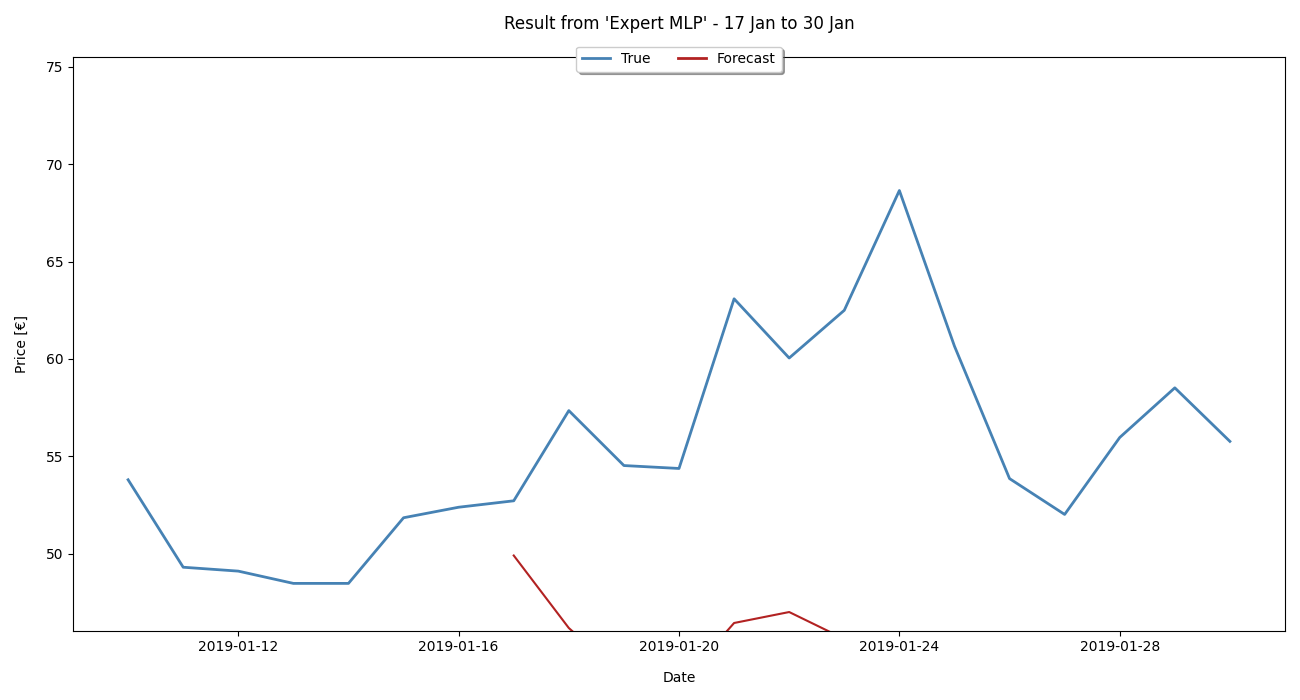 Result from 'Expert MLP' - 17 Jan to 30 Jan
True Forecast
75
70
65
60
55
50
Price [€]
2019-01-12 2019-01-16 2019-01-20 2019-01-24 2019-01-28
Date